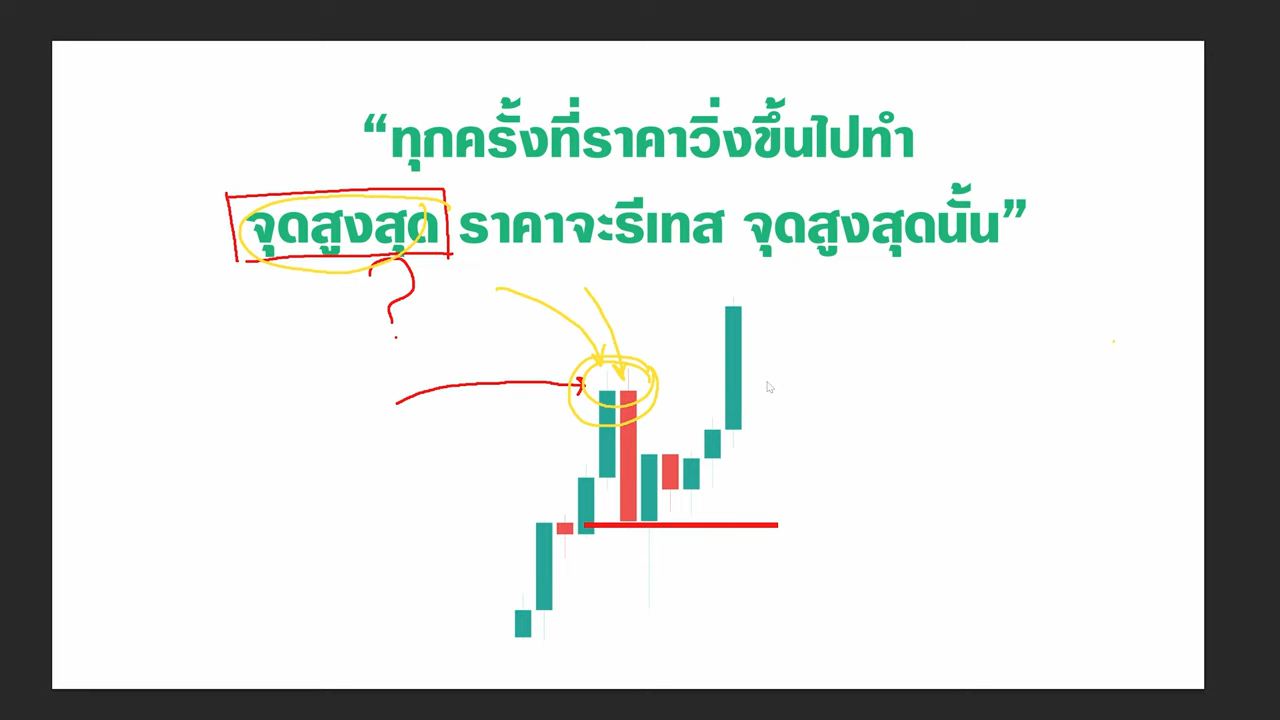 “ทุกครั้งที่ราคาวิ่งขึ้นไปทำ
จุดสูงสุด ราคาจะรีเทส จุดสูงสุดนั้น”
?